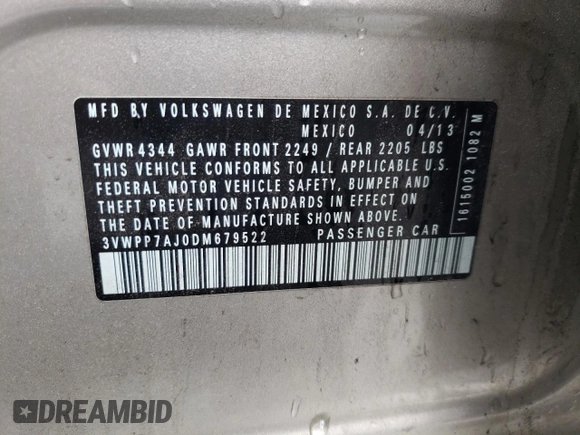 MFD BY VOLKSWAGEN DE MEXICO S.A. DE C.V.
MEXICO 04/13
GVWR 4344 GAWR FRONT 2249 / REAR 2205 LBS
THIS VEHICLE CONFORMS TO ALL APPLICABLE U.S.
FEDERAL MOTOR VEHICLE SAFETY, BUMPER AND
THEFT PREVENTION STANDARDS IN EFFECT ON
THE DATE OF MANUFACTURE SHOWN ABOVE.
3VWPP7AJ0DM679522 PASSENGER CAR
1615002 1082 M
DREAMBID